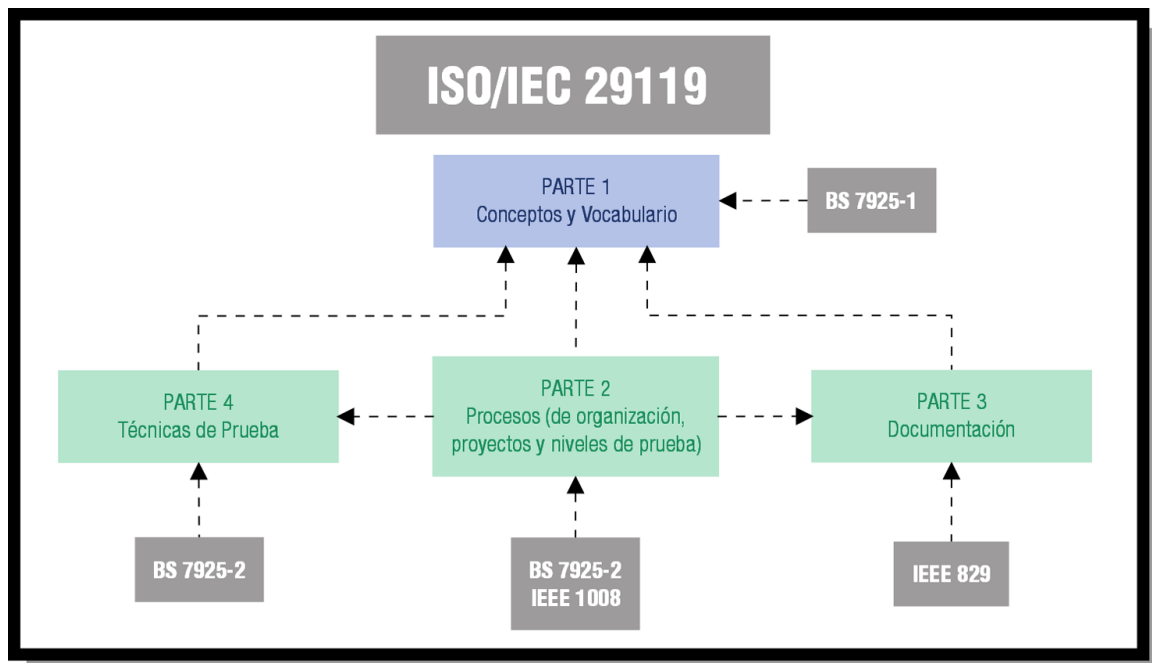 ISO/IEC 29119
PARTE 1
Conceptos y Vocabulario
BS 7925-1
PARTE 4
Técnicas de Prueba
PARTE 2
Procesos (de organización,
proyectos y niveles de prueba)
PARTE 3
Documentación
BS 7925-2
BS 7925-2
IEEE 1008
IEEE 829